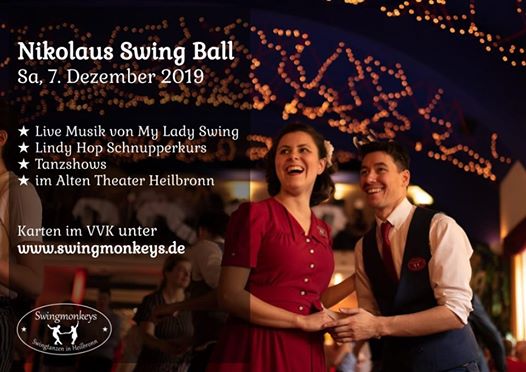 Nikolaus Swing Ball
Sa, 7. Dezember 2019
★ Live Musik von My Lady Swing
★ Lindy Hop Schnupperkurs
★ Tanzshows
★ im Alten Theater Heilbronn
Karten im VVK unter
www.swingmonkeys.de
Swingmonkeys
Swingtanzen in Heilbronn